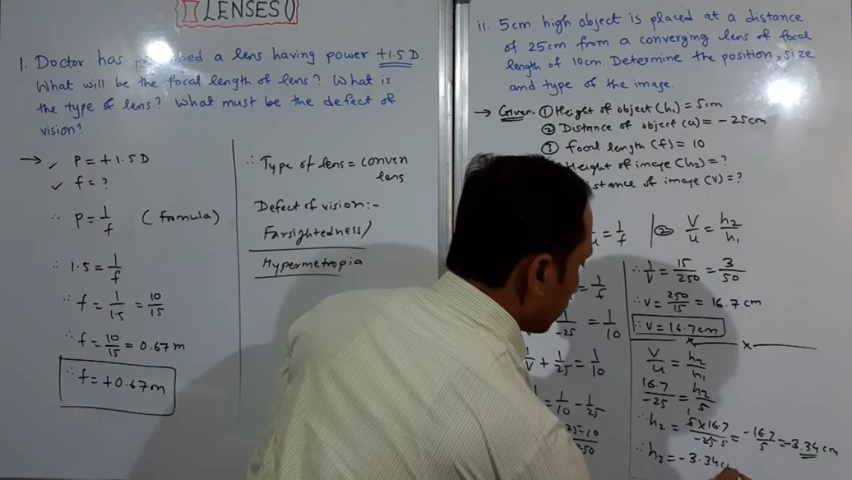 LENSES()
1. Doctor has prescribed a lens having power +1.5 D.
What will be the focal length of lens? What is
the type of lens? What must be the defect of
vision?
→ P = +1.5 D
✓ f = ?
∴ P = 1/f (formula)
∴ 1.5 = 1/f
∴ f = 1/1.5 = 10/15
∴ f = 10/15 = 0.67 m
∴ f = +0.67 m
∴ Type of lens = conven
lens
Defect of vision:-
Farsightedness/
Hypermetropia
ii. 5cm high object is placed at a distance
of 25cm from a converging lens of focal
length of 10cm. Determine the position, size
and type of the image.
→ Given: ① Height of object (h1) = 5cm
② Distance of object (u) = -25cm
③ focal length (f) = 10
Height of image (h2) = ?
distance of image (v) = ?
= 1/f
= 1/f
1/-25 = 1/10
1/v + 1/25 = 1/10
= 1/10 - 1/25
25-10
② V/u = h2/h1
∴ 1/v = 15/250 = 3/50
∴ v = 250/15 = 16.7 cm
∴ v = 16.7 cm
V/u = h2/h1
16.7/-25 = h2/5
∴ h2 = 5×16.7/-25 = -16.7/5 = -3.34 cm
∴ h2 = -3.34